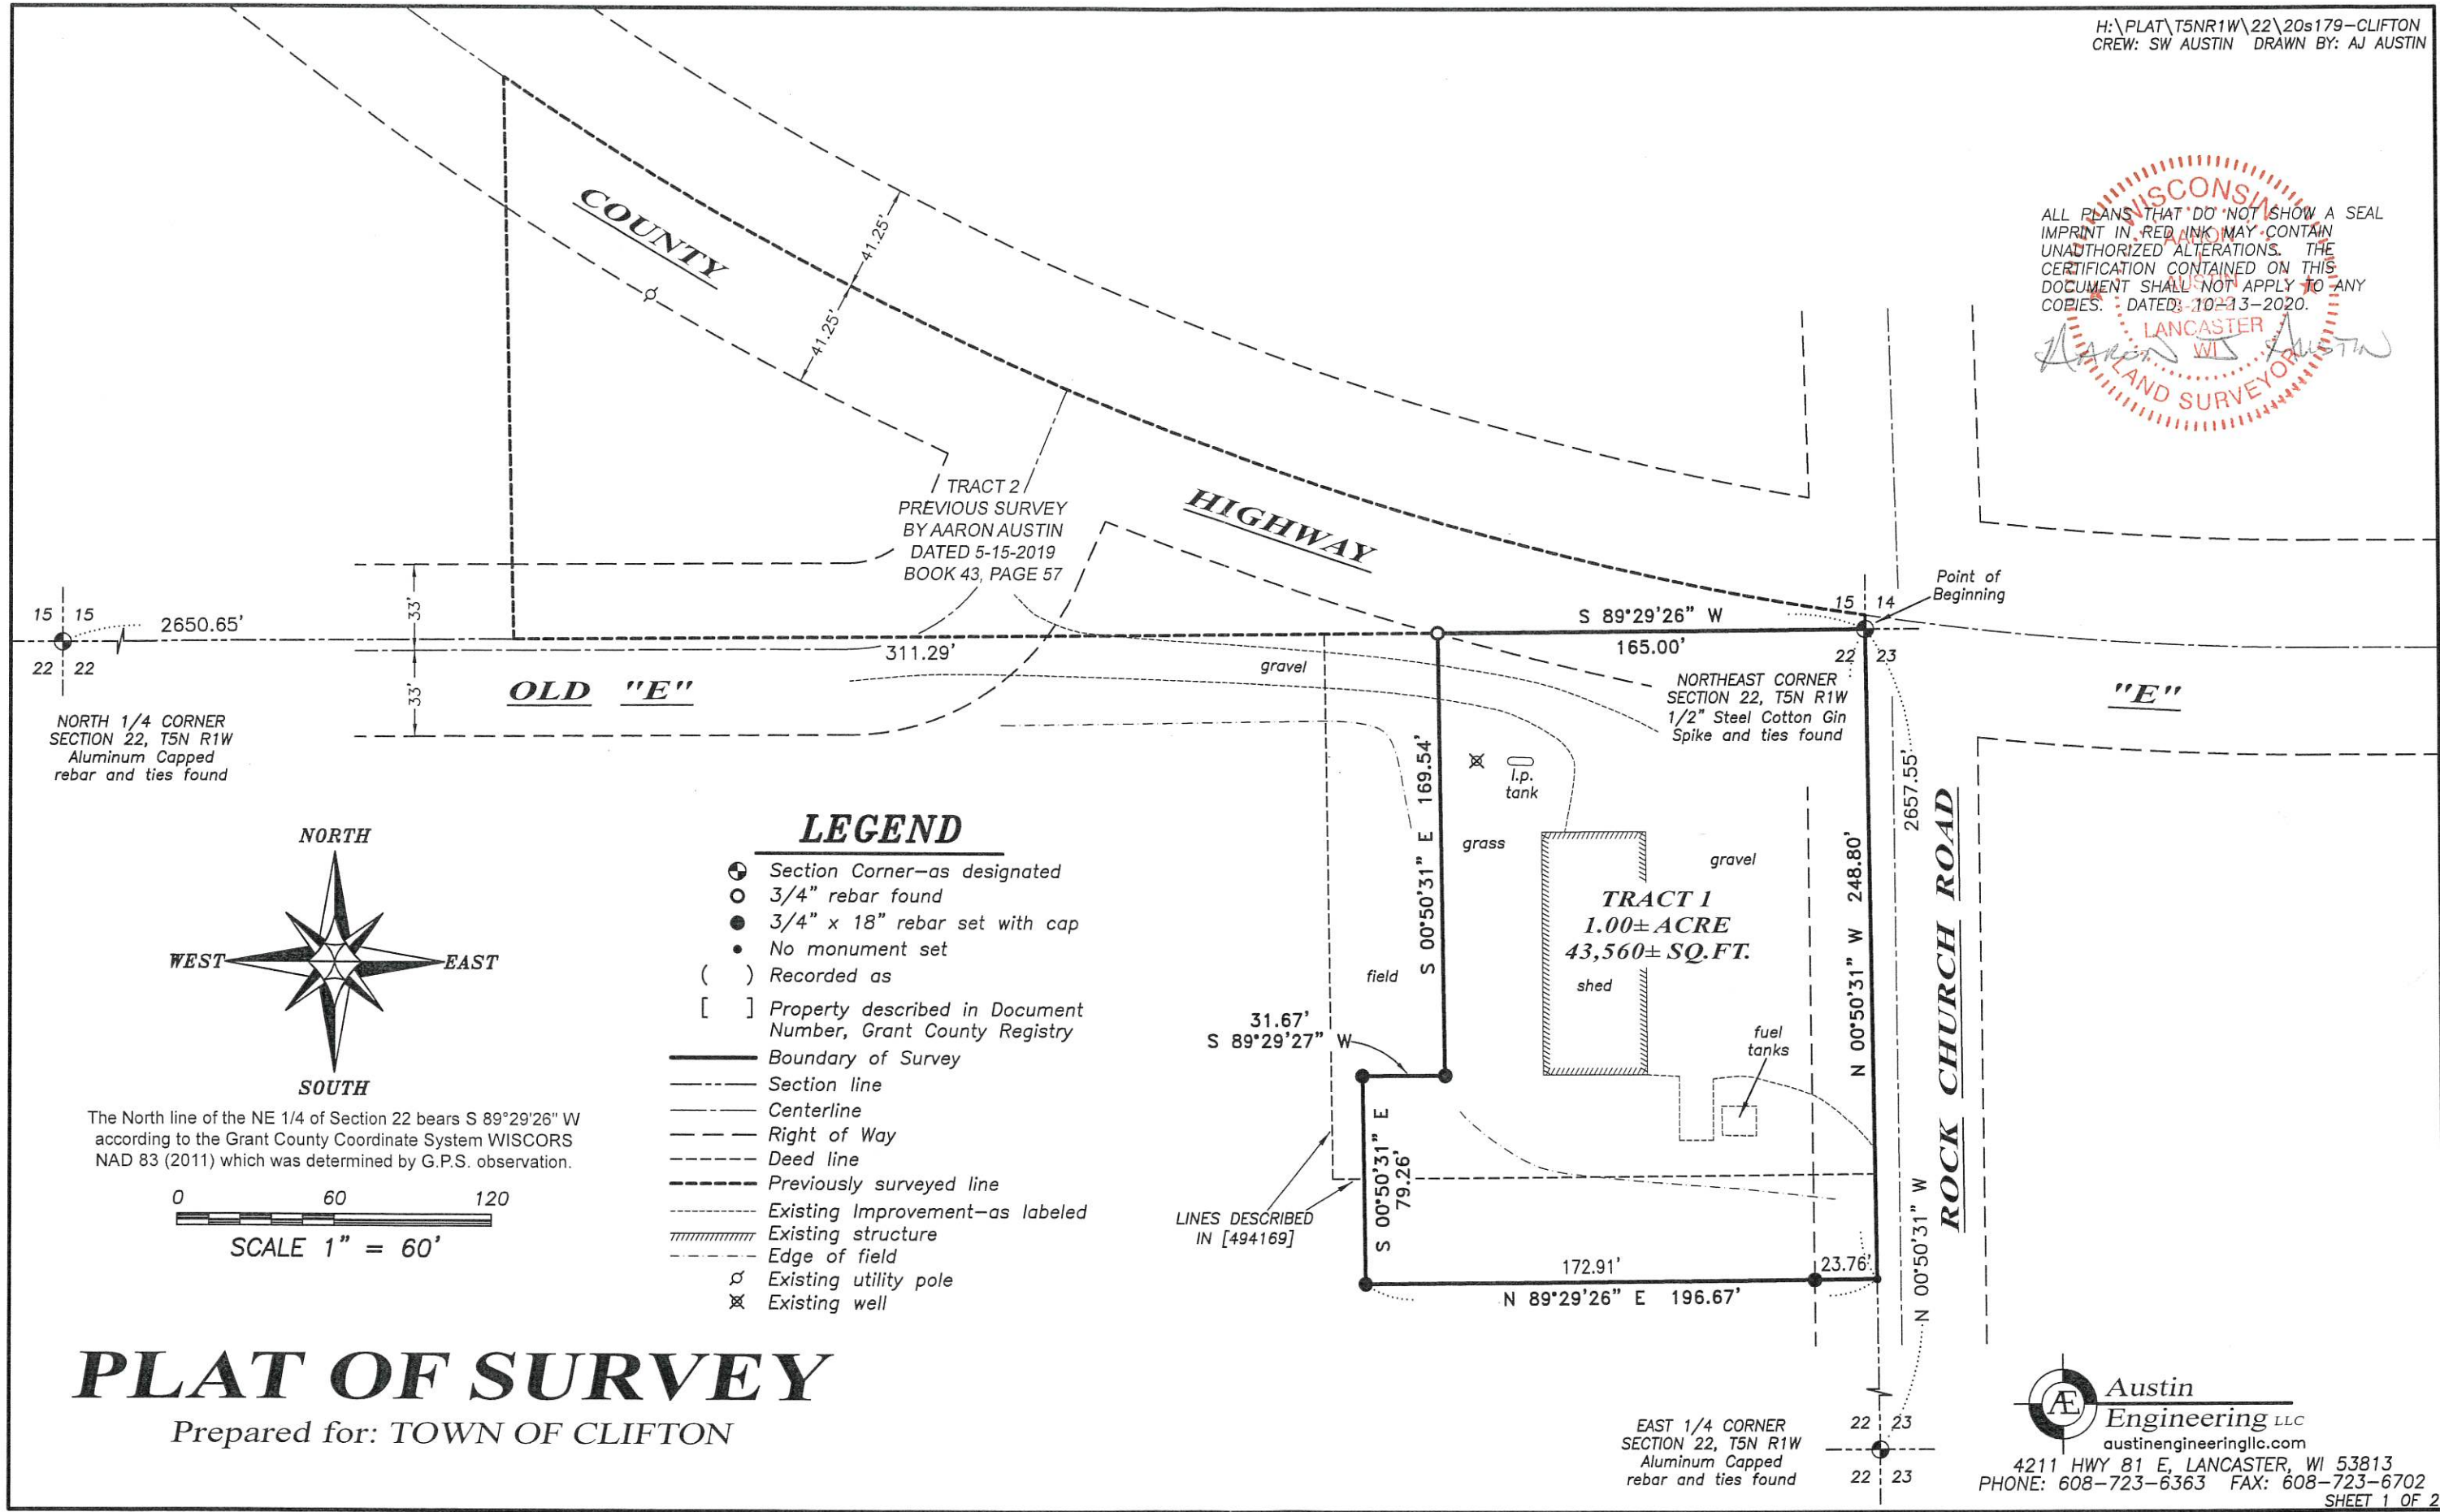 H:\PLAT\T5NR1W\22\20s179-CLIFTON
CREW: SW AUSTIN DRAWN BY: AJ AUSTIN
ALL PLANS THAT DO NOT SHOW A SEAL
IMPRINT IN RED INK MAY CONTAIN
UNAUTHORIZED ALTERATIONS. THE
CERTIFICATION CONTAINED ON THIS
DOCUMENT SHALL NOT APPLY TO ANY
COPIES. DATED: 10-13-2020.
WISCONSIN
AARON
J.
AUSTIN
S-2922
LANCASTER
WI
LAND SURVEYOR
AARON J AUSTIN
COUNTY
41.25'
41.25'
TRACT 2
PREVIOUS SURVEY
BY AARON AUSTIN
DATED 5-15-2019
BOOK 43, PAGE 57
HIGHWAY
"E"
Point of
Beginning
15 14
22 23
S 89°29'26" W
165.00'
NORTHEAST CORNER
SECTION 22, T5N R1W
1/2" Steel Cotton Gin
Spike and ties found
15 15
22 22
2650.65'
NORTH 1/4 CORNER
SECTION 22, T5N R1W
Aluminum Capped
rebar and ties found
33'
33'
311.29'
OLD "E"
gravel
S 00°50'31" E 169.54'
l.p.
tank
grass
gravel
TRACT 1
1.00± ACRE
43,560± SQ.FT.
shed
field
fuel
tanks
31.67'
S 89°29'27" W
S 00°50'31" E
79.26'
LINES DESCRIBED
IN [494169]
172.91'
23.76'
N 89°29'26" E 196.67'
N 00°50'31" W 248.80'
2657.55'
N 00°50'31" W
ROCK CHURCH ROAD
NORTH
WEST
EAST
SOUTH
The North line of the NE 1/4 of Section 22 bears S 89°29'26" W
according to the Grant County Coordinate System WISCORS
NAD 83 (2011) which was determined by G.P.S. observation.
0 60 120
SCALE 1" = 60'
LEGEND
Section Corner-as designated
3/4" rebar found
3/4" x 18" rebar set with cap
No monument set
( ) Recorded as
[ ] Property described in Document
Number, Grant County Registry
Boundary of Survey
Section line
Centerline
Right of Way
Deed line
Previously surveyed line
Existing Improvement-as labeled
Existing structure
Edge of field
Existing utility pole
Existing well
PLAT OF SURVEY
Prepared for: TOWN OF CLIFTON
EAST 1/4 CORNER
SECTION 22, T5N R1W
Aluminum Capped
rebar and ties found
22 23
22 23
Æ
Austin
Engineering LLC
austinengineeringllc.com
4211 HWY 81 E, LANCASTER, WI 53813
PHONE: 608-723-6363 FAX: 608-723-6702
SHEET 1 OF 2